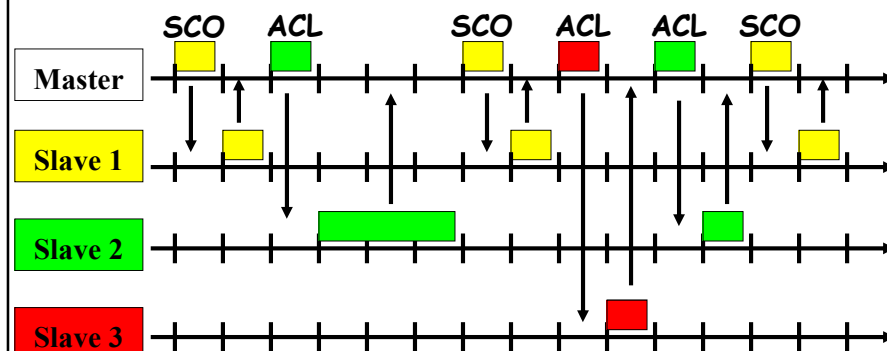 SCO ACL SCO ACL ACL SCO
Master
Slave 1
Slave 2
Slave 3